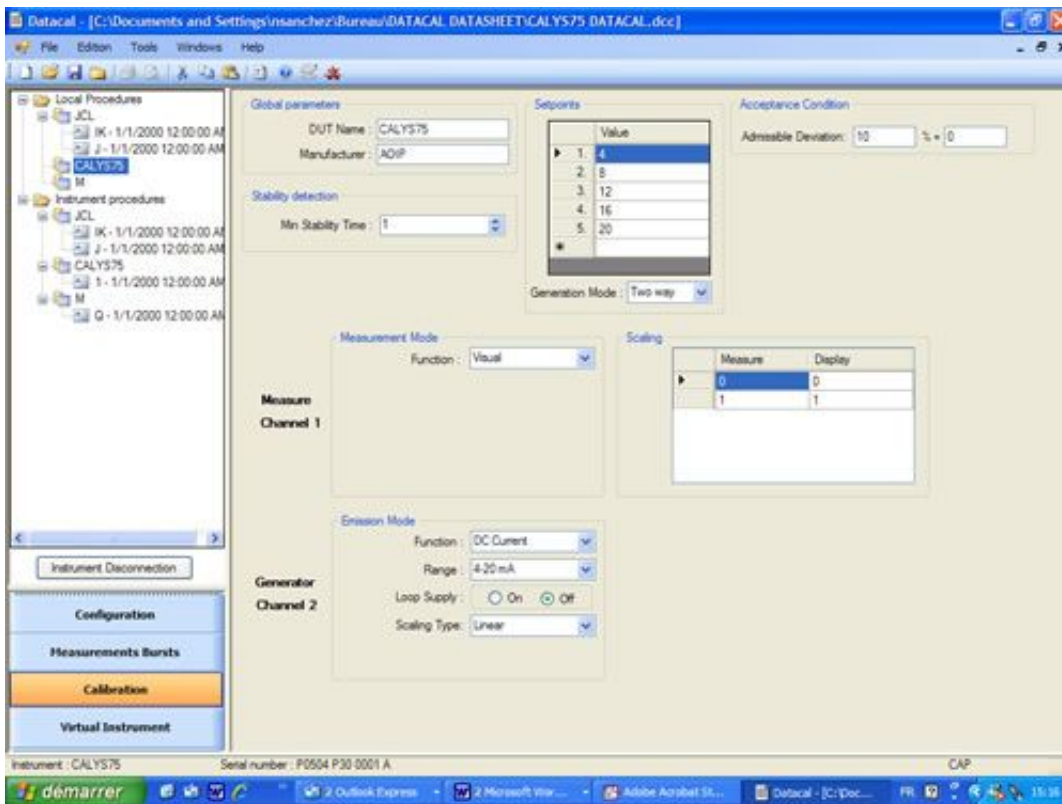 Datacal - [C:\Documents and Settings\nsanchez\Bureau\DATACAL DATASHEET\CALYS75 DATACAL.dcc]
File Edition Tools Windows Help
Local Procedures
JCL
IK - 1/1/2000 12:00:00 AM
J - 1/1/2000 12:00:00 AM
CALYS75
M
Instrument procedures
JCL
IK - 1/1/2000 12:00:00 AM
J - 1/1/2000 12:00:00 AM
CALYS75
1 - 1/1/2000 12:00:00 AM
M
Q - 1/1/2000 12:00:00 AM
Instrument Disconnection
Configuration
Measurements Bursts
Calibration
Virtual Instrument
Global parameters
DUT Name : CALYS75
Manufacturer : AOIP
Stability detection
Min Stability Time : 1
Setpoints
Value
1. 4
2. 8
3. 12
4. 16
5. 20
Generation Mode : Two way
Acceptance Condition
Admissible Deviation: 10 % + 0
Measure
Channel 1
Measurement Mode
Function : Visual
Scaling
Measure Display
0 0
1 1
Generator
Channel 2
Emission Mode
Function : DC Current
Range : 4-20 mA
Loop Supply : On Off
Scaling Type: Linear
Instrument : CALYS75 Serial number : P0504 P30 0001 A CAP
démarrer 2 Outlook Express 2 Microsoft Wor... Adobe Acrobat St... Datacal - [C:\Doc... FR 15:16